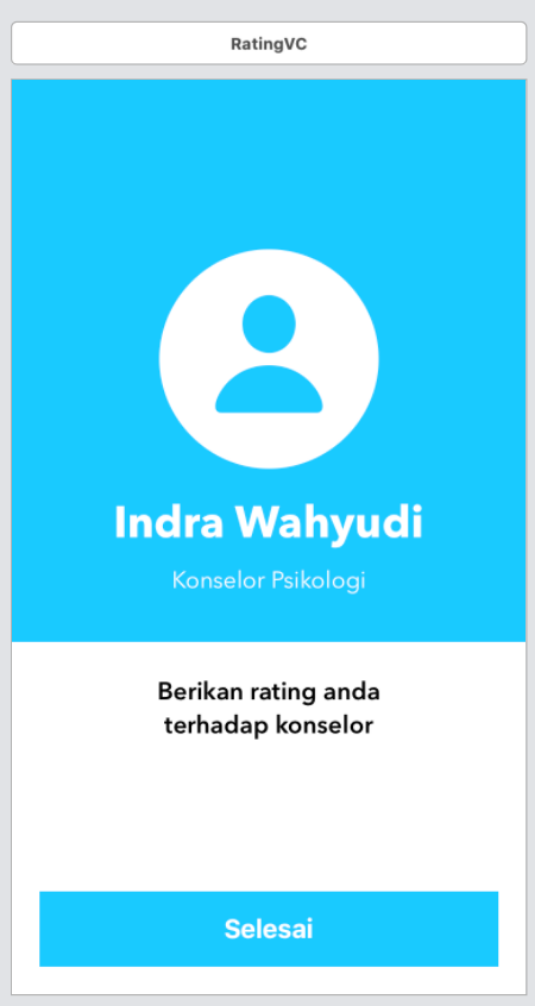 RatingVC
Indra Wahyudi
Konselor Psikologi
Berikan rating anda
terhadap konselor
Selesai